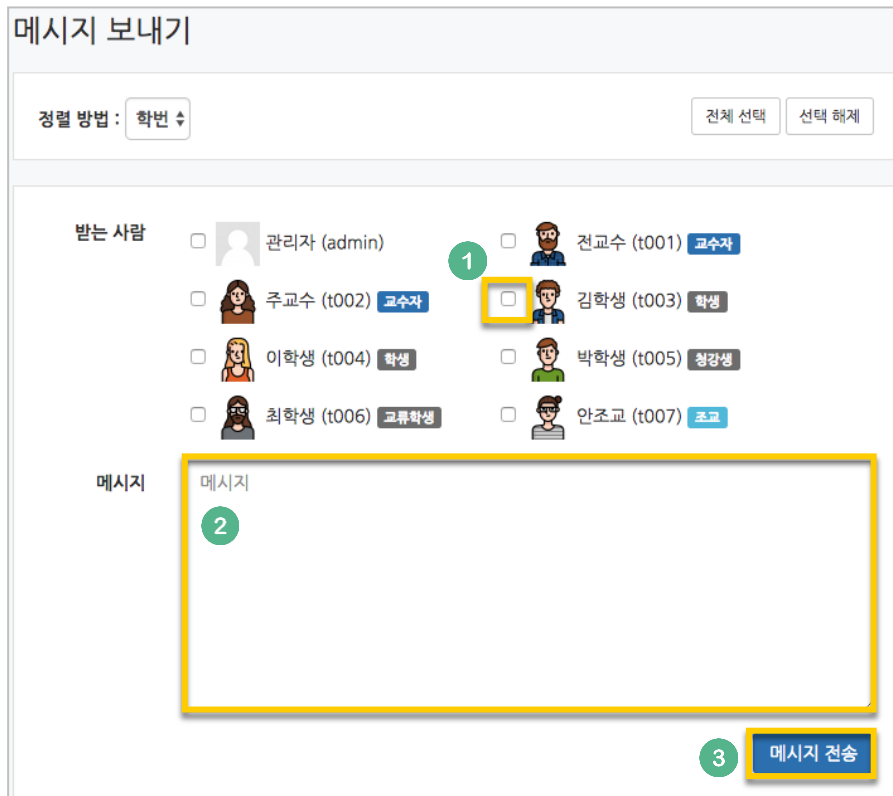 메시지 보내기
정렬 방법 : 학번 전체 선택 선택 해제
받는 사람 관리자 (admin) 전교수 (t001) 교수자
1
주교수 (t002) 교수자 김학생 (t003) 학생
이학생 (t004) 학생 박학생 (t005) 청강생
최학생 (t006) 교류학생 안조교 (t007) 조교
메시지 메시지
2
3 메시지 전송